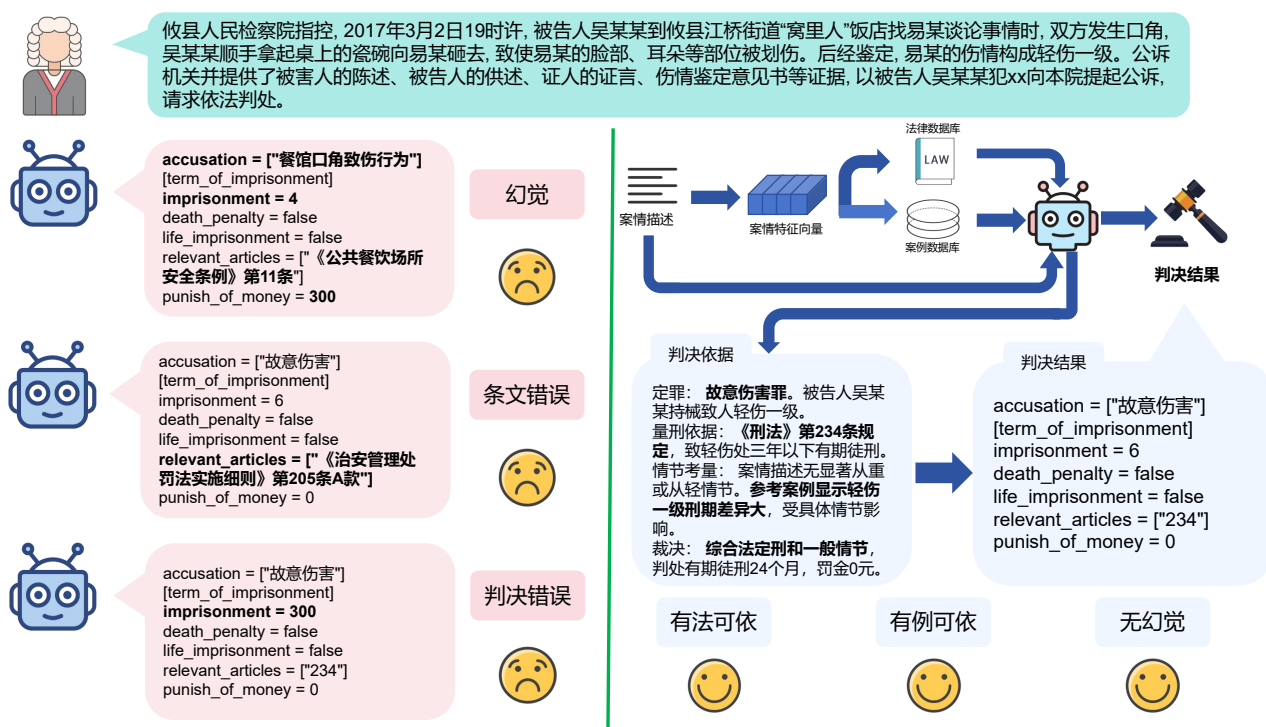 攸县人民检察院指控, 2017年3月2日19时许, 被告人吴某某到攸县江桥街道“窝里人”饭店找易某谈论事情时, 双方发生口角,
吴某某顺手拿起桌上的瓷碗向易某砸去, 致使易某的脸部、耳朵等部位被划伤。后经鉴定, 易某的伤情构成轻伤一级。公诉
机关并提供了被害人的陈述、被告人的供述、证人的证言、伤情鉴定意见书等证据, 以被告人吴某某犯xx向本院提起公诉,
请求依法判处。
accusation = ["餐馆口角致伤行为"]
[term_of_imprisonment]
imprisonment = 4
death_penalty = false
life_imprisonment = false
relevant_articles = ["《公共餐饮场所
安全条例》第11条"]
punish_of_money = 300
幻觉
accusation = ["故意伤害"]
[term_of_imprisonment]
imprisonment = 6
death_penalty = false
life_imprisonment = false
relevant_articles = ["《治安管理处
罚法实施细则》第205条A款"]
punish_of_money = 0
条文错误
accusation = ["故意伤害"]
[term_of_imprisonment]
imprisonment = 300
death_penalty = false
life_imprisonment = false
relevant_articles = ["234"]
punish_of_money = 0
判决错误
案情描述
案情特征向量
法律数据库
LAW
案例数据库
判决结果
判决依据
定罪： 故意伤害罪。被告人吴某
某持械致人轻伤一级。
量刑依据：《刑法》第234条规
定，致轻伤处三年以下有期徒刑。
情节考量： 案情描述无显著从重
或从轻情节。参考案例显示轻伤
一级刑期差异大，受具体情节影
响。
裁决： 综合法定刑和一般情节，
判处有期徒刑24个月，罚金0元。
判决结果
accusation = ["故意伤害"]
[term_of_imprisonment]
imprisonment = 6
death_penalty = false
life_imprisonment = false
relevant_articles = ["234"]
punish_of_money = 0
有法可依
有例可依
无幻觉